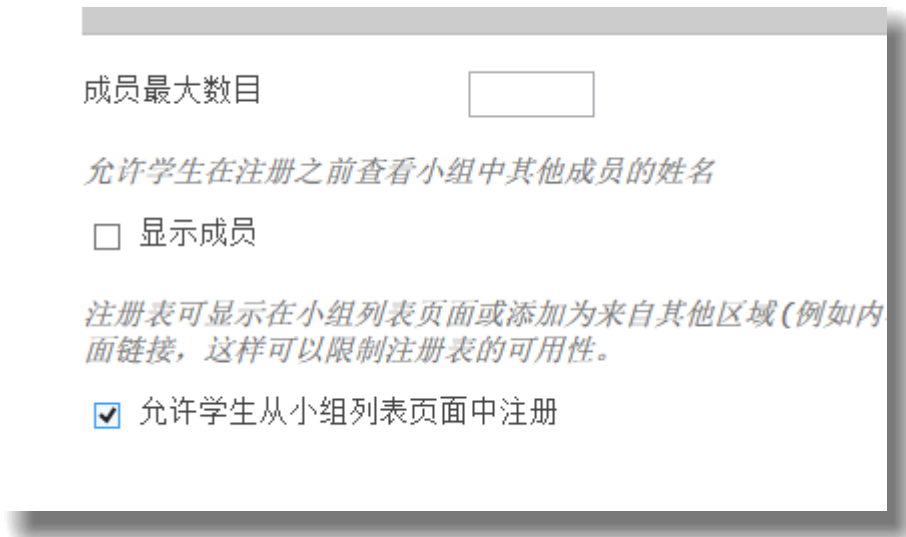 成员最大数目
允许学生在注册之前查看小组中其他成员的姓名
显示成员
注册表可显示在小组列表页面或添加为来自其他区域(例如内
面链接，这样可以限制注册表的可用性。
允许学生从小组列表页面中注册